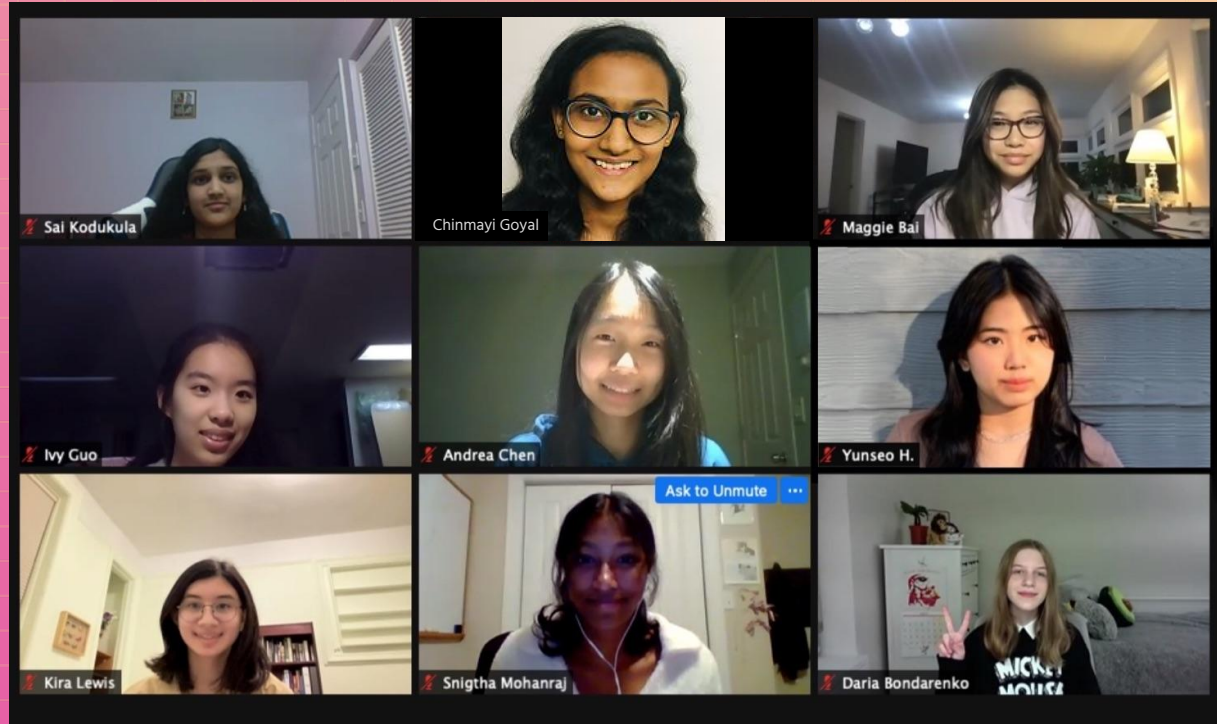 Sai Kodukula
Chinmayi Goyal
Maggie Bai
Ivy Guo
Andrea Chen
Yunseo H.
Ask to Unmute
Kira Lewis
Snigtha Mohanraj
Daria Bondarenko
MICKEY
MOUSE